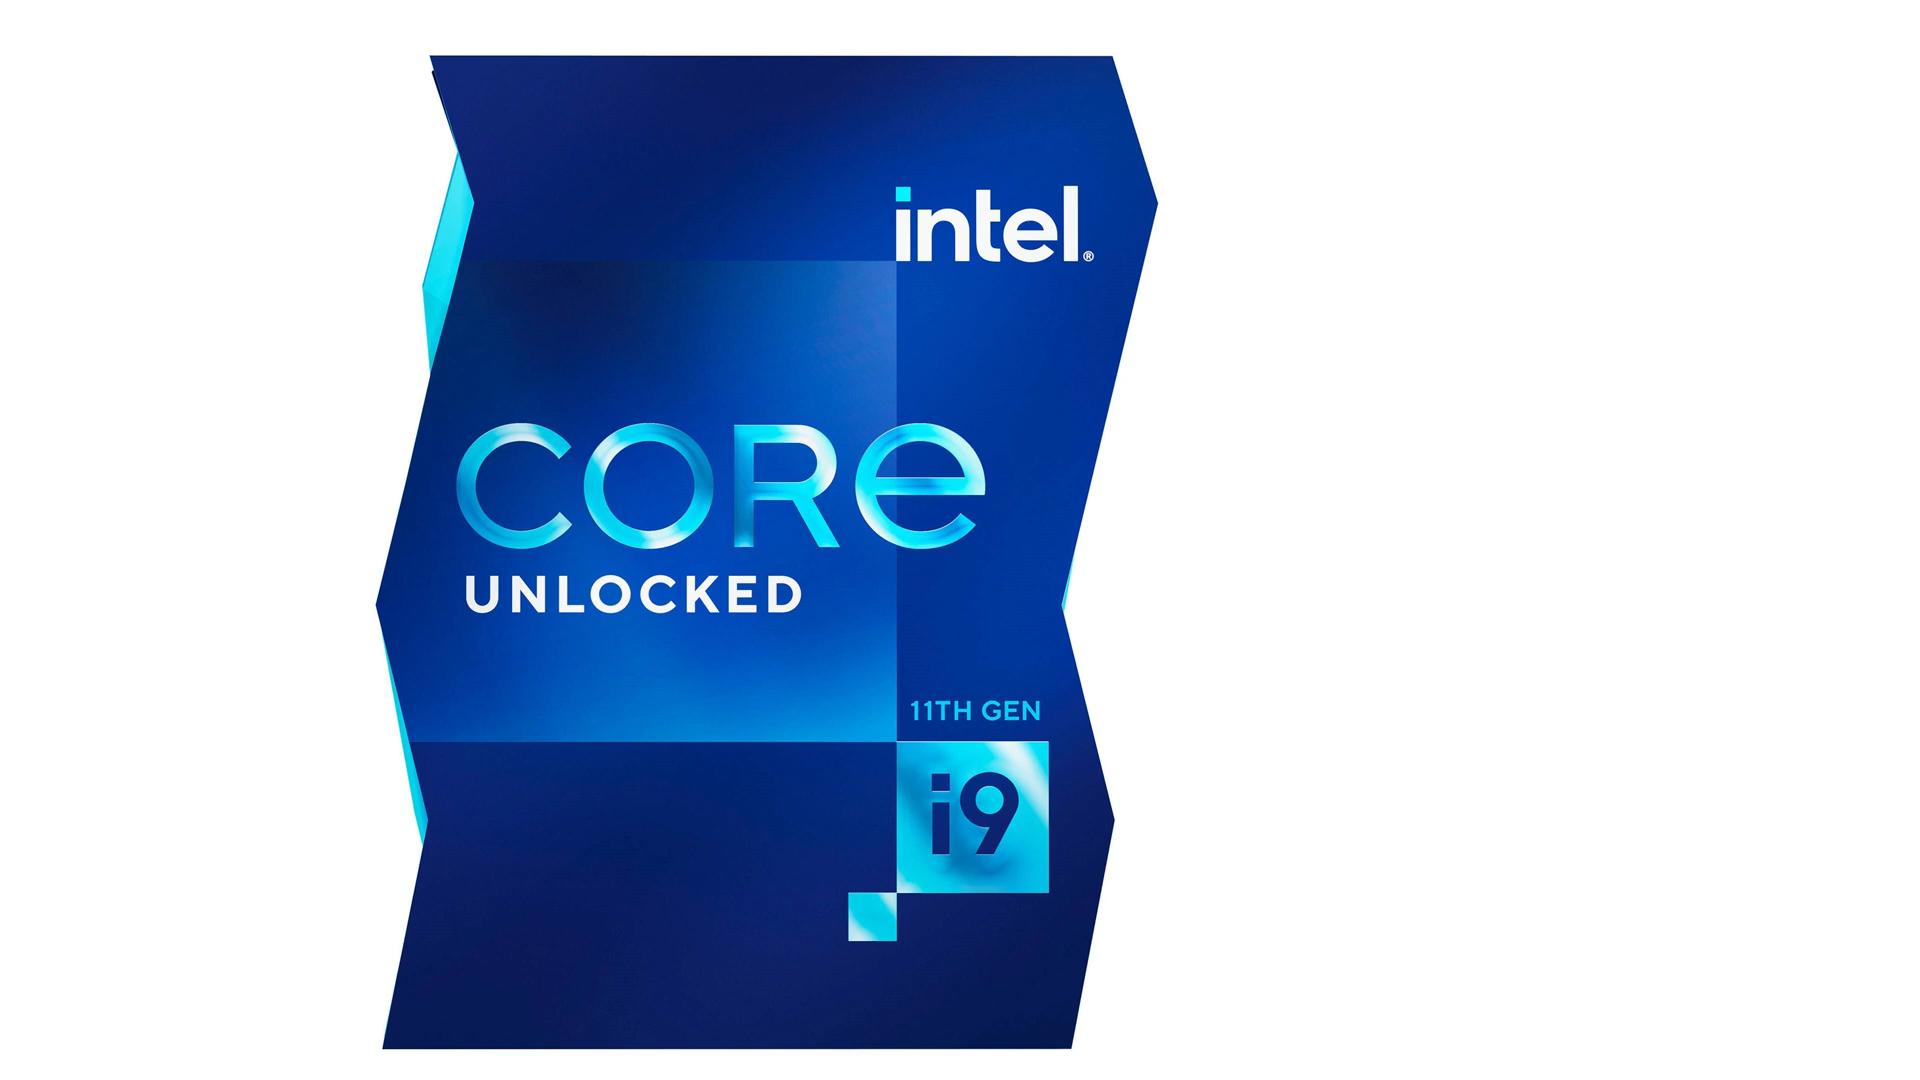 intel®
CORe
UNLOCKED
11TH GEN
i9